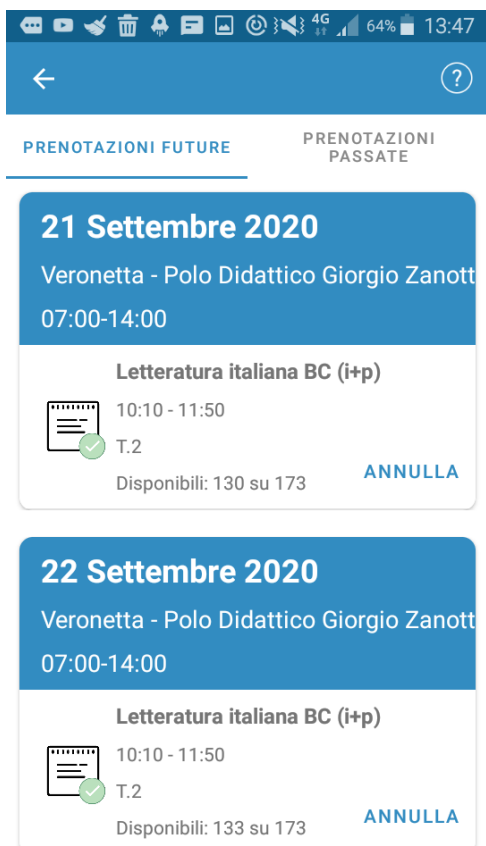 4G 64% 13:47
?
PRENOTAZIONI FUTURE
PRENOTAZIONI
PASSATE
21 Settembre 2020
Veronetta - Polo Didattico Giorgio Zanott
07:00-14:00
Letteratura italiana BC (i+p)
10:10 - 11:50
T.2
Disponibili: 130 su 173
ANNULLA
22 Settembre 2020
Veronetta - Polo Didattico Giorgio Zanott
07:00-14:00
Letteratura italiana BC (i+p)
10:10 - 11:50
T.2
Disponibili: 133 su 173
ANNULLA